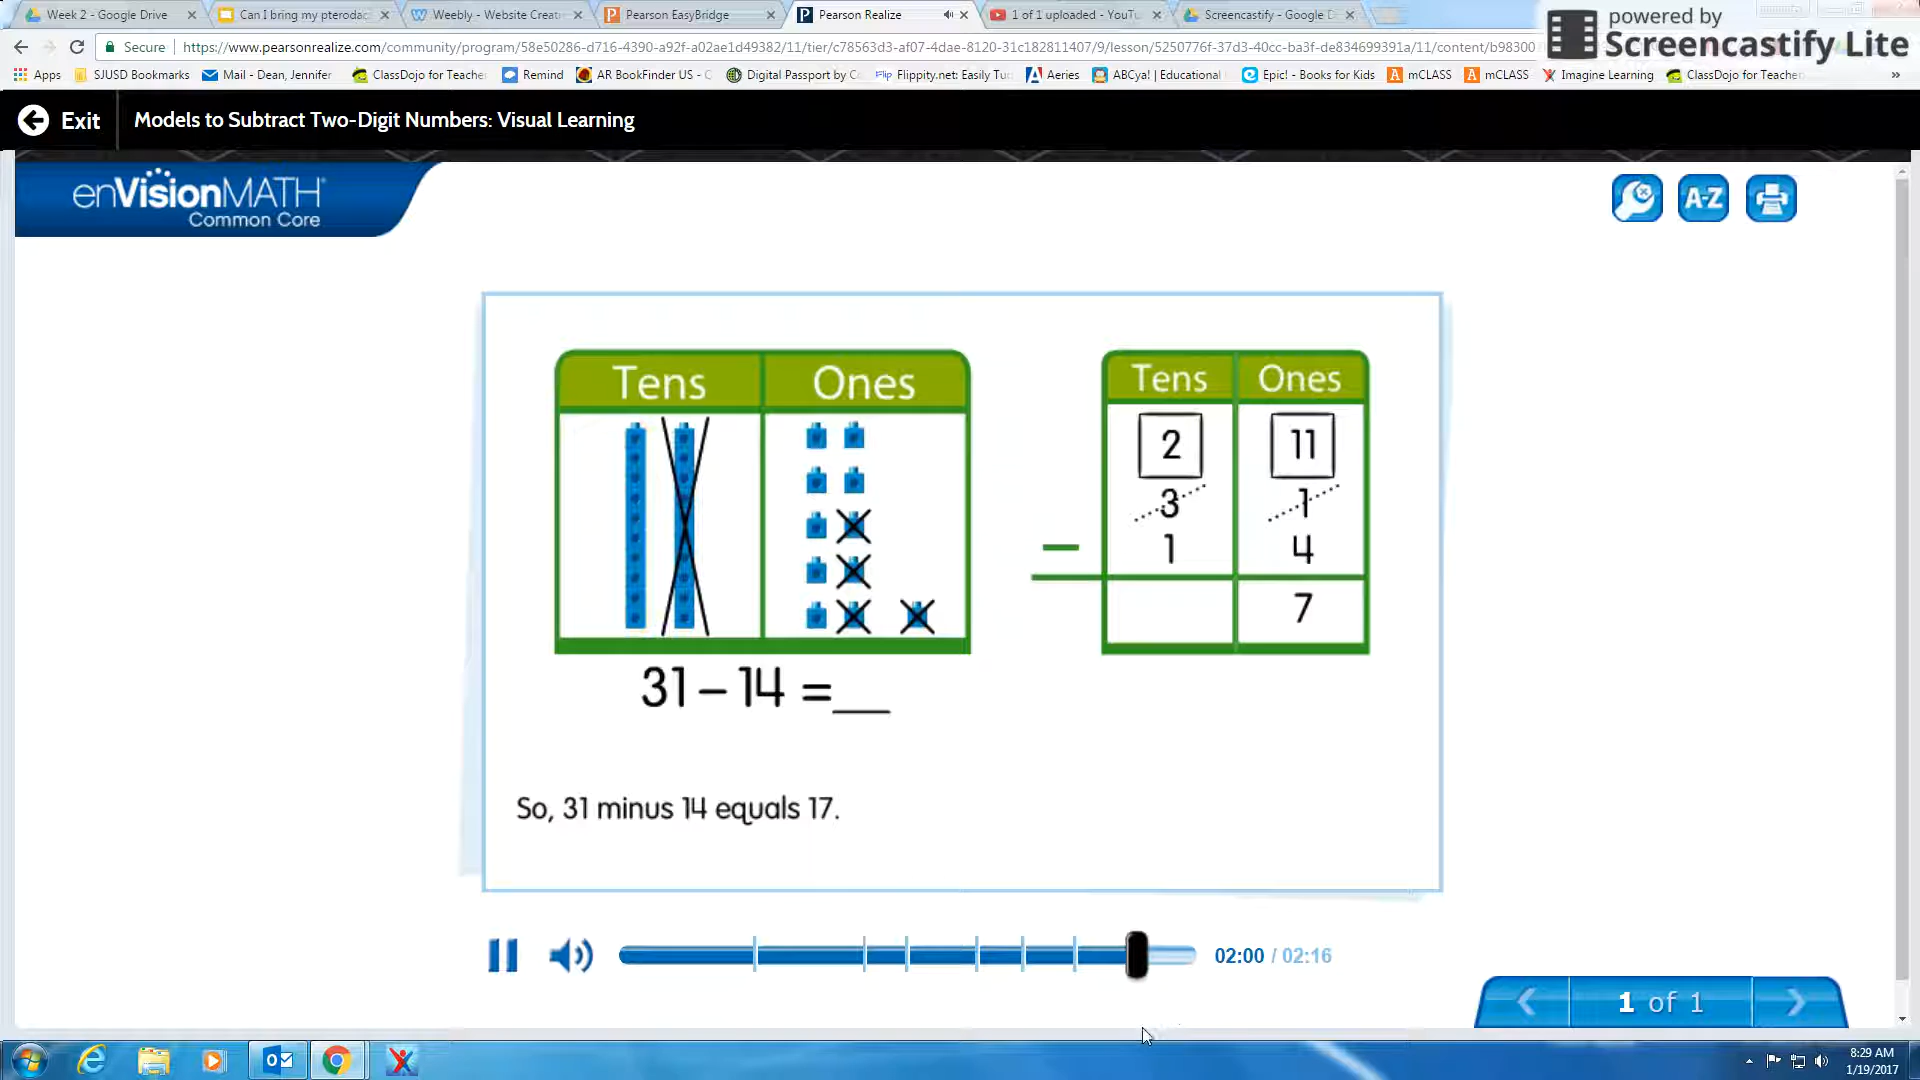 Week 2 - Google Drive
Can I bring my pterodac
Weebly - Website Creat
Pearson EasyBridge
Pearson Realize
1 of 1 uploaded - YouTu
Screencastify - Google D
powered by
Screencastify Lite
Secure
https://www.pearsonrealize.com/community/program/58e50286-d716-4390-a92f-a02ae1d49382/11/tier/c78563d3-af07-4dae-8120-31c182811407/9/lesson/5250776f-37d3-40cc-ba3f-de834699391a/11/content/b98300
Apps
SJUSD Bookmarks
Mail - Dean, Jennifer
ClassDojo for Teache
Remind
AR BookFinder US - C
Digital Passport by Co
Flip
Flippity.net: Easily Tu
Aeries
ABCya! | Educational
Epic! - Books for Kids
mCLASS
mCLASS
Imagine Learning
ClassDojo for Teacher
»
Exit
Models to Subtract Two-Digit Numbers: Visual Learning
enVisionMATH
Common Core
A-Z
Tens Ones
31 – 14 = __
Tens Ones
2 11
3 1
– 1 4
7
So, 31 minus 14 equals 17.
02:00 / 02:16
1 of 1
8:29 AM
1/19/2017